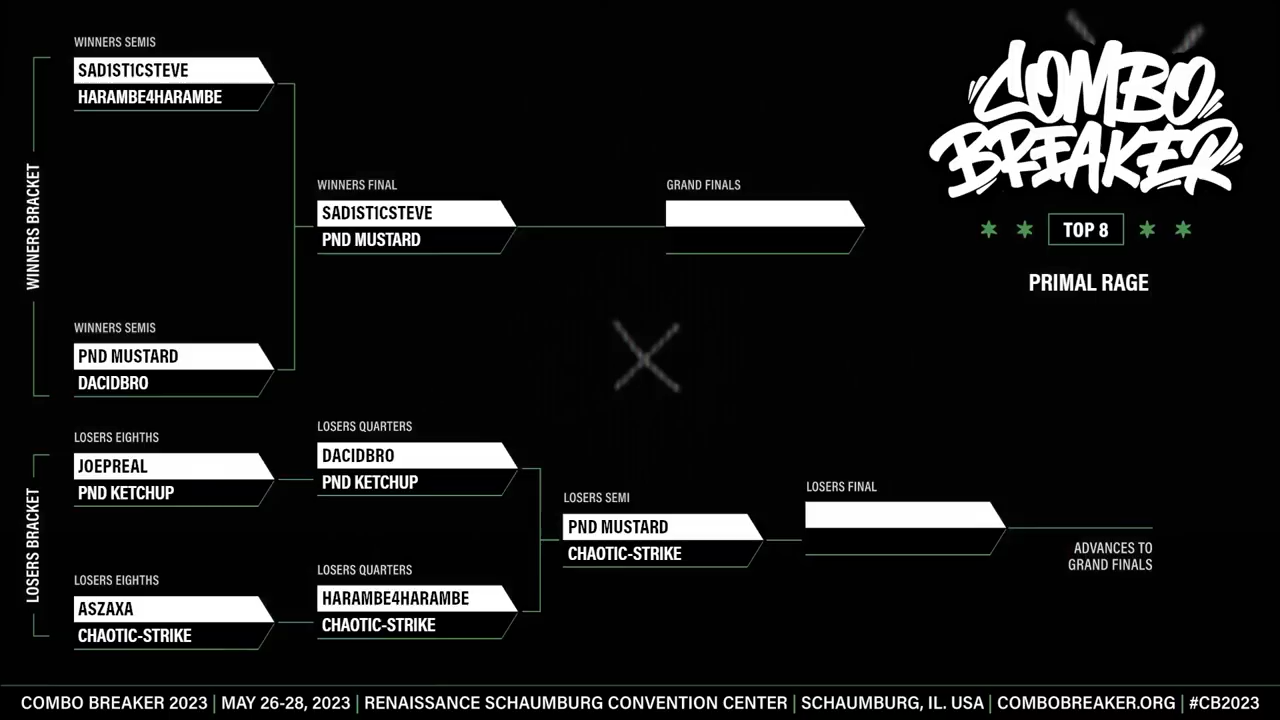 WINNERS SEMIS
SAD1ST1CSTEVE
HARAMBE4HARAMBE
COMBO
BREAKER
TOP 8
PRIMAL RAGE
WINNERS BRACKET
WINNERS FINAL
SAD1ST1CSTEVE
PND MUSTARD
GRAND FINALS
WINNERS SEMIS
PND MUSTARD
DACIDBRO
LOSERS BRACKET
LOSERS EIGHTHS
JOEPREAL
PND KETCHUP
LOSERS QUARTERS
DACIDBRO
PND KETCHUP
LOSERS SEMI
PND MUSTARD
CHAOTIC-STRIKE
LOSERS FINAL
ADVANCES TO
GRAND FINALS
LOSERS EIGHTHS
ASZAXA
CHAOTIC-STRIKE
LOSERS QUARTERS
HARAMBE4HARAMBE
CHAOTIC-STRIKE
COMBO BREAKER 2023 | MAY 26-28, 2023 | RENAISSANCE SCHAUMBURG CONVENTION CENTER | SCHAUMBURG, IL. USA | COMBOBREAKER.ORG | #CB2023